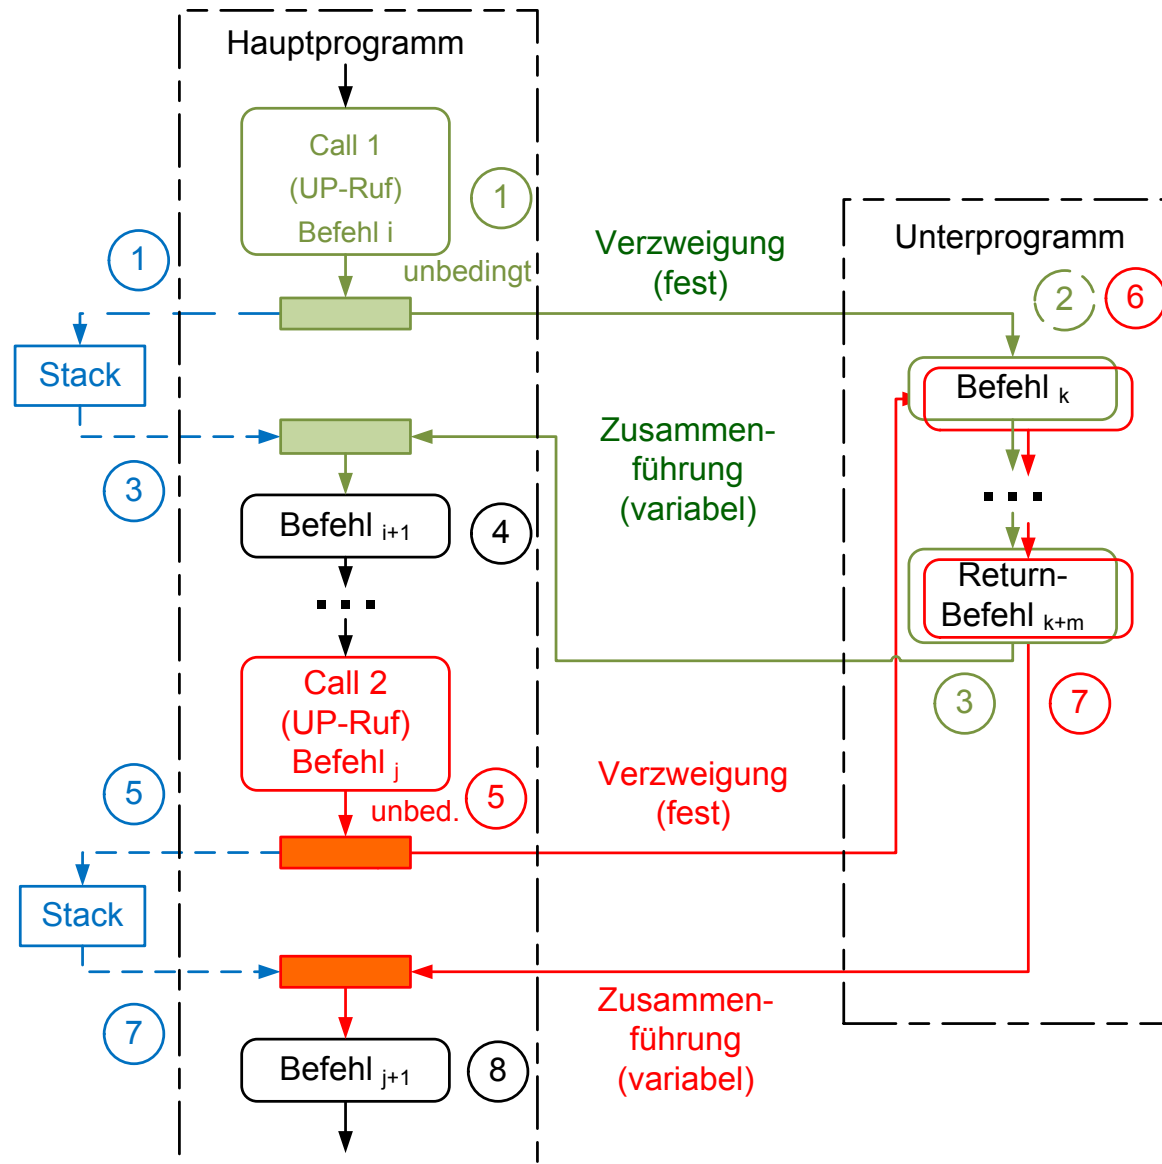 Hauptprogramm
Call 1
(UP-Ruf)
Befehl i
1
unbedingt
1
Stack
3
Verzweigung
(fest)
Unterprogramm
2
6
Befehl k
...
Return-
Befehl k+m
3
7
Zusammen-
führung
(variabel)
Befehl i+1
4
...
Call 2
(UP-Ruf)
Befehl j
5
unbed.
5
Stack
7
Verzweigung
(fest)
Zusammen-
führung
(variabel)
Befehl j+1
8